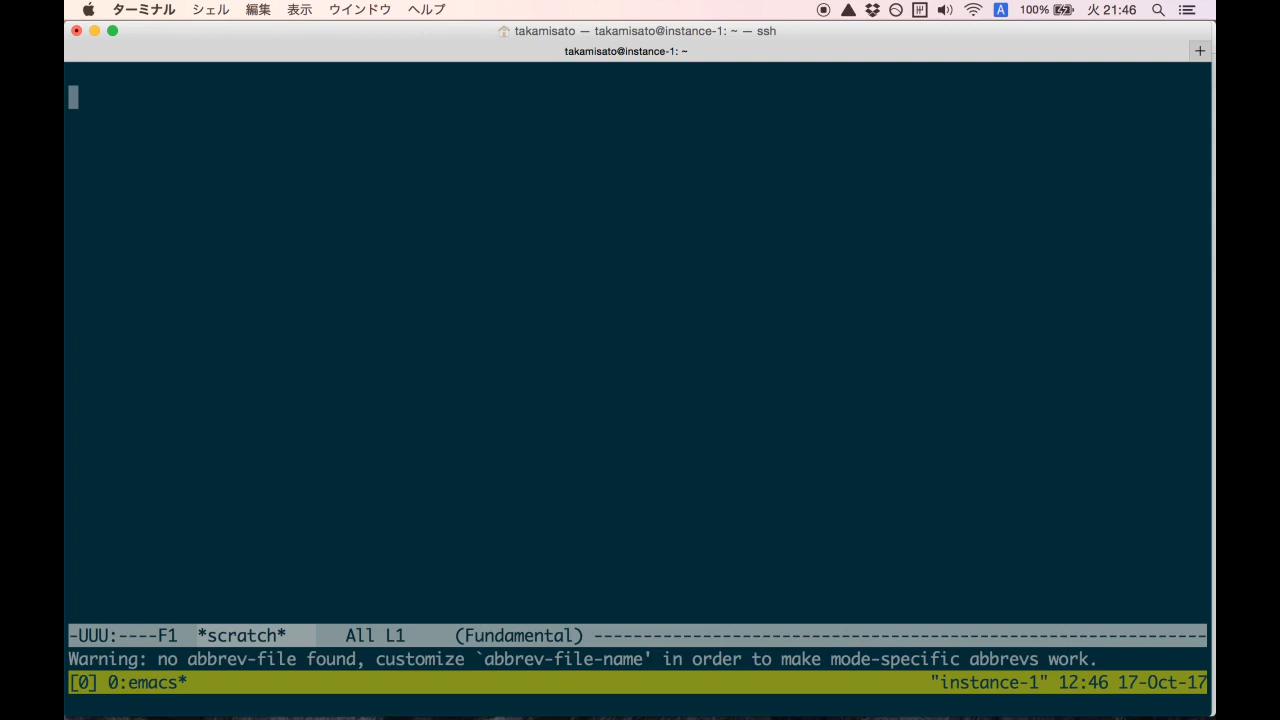 ターミナル シェル 編集 表示 ウインドウ ヘルプ A 100% 火 21:46
takamisato — takamisato@instance-1: ~ — ssh
takamisato@instance-1: ~ +
-UUU:----F1 *scratch* All L1 (Fundamental) --------------------------------------------------------------
Warning: no abbrev-file found, customize `abbrev-file-name' in order to make mode-specific abbrevs work.
[0] 0:emacs* "instance-1" 12:46 17-Oct-17